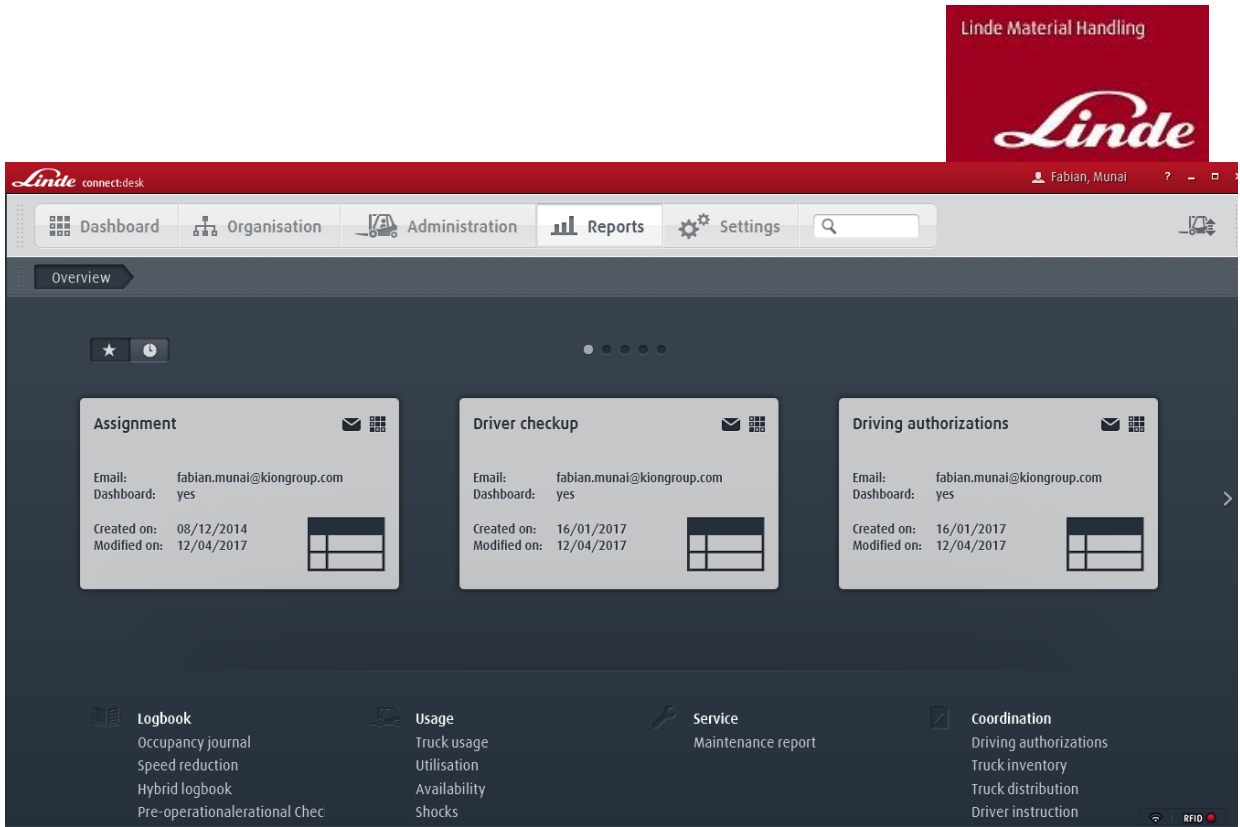 Linde Material Handling
Linde
Linde connect:desk
Fabian, Munai ?
Dashboard Organisation Administration Reports Settings
Overview
Assignment
Email: fabian.munai@kiongroup.com
Dashboard: yes
Created on: 08/12/2014
Modified on: 12/04/2017
Driver checkup
Email: fabian.munai@kiongroup.com
Dashboard: yes
Created on: 16/01/2017
Modified on: 12/04/2017
Driving authorizations
Email: fabian.munai@kiongroup.com
Dashboard: yes
Created on: 16/01/2017
Modified on: 12/04/2017
Logbook
Occupancy journal
Speed reduction
Hybrid logbook
Pre-operationalerational Chec
Usage
Truck usage
Utilisation
Availability
Shocks
Service
Maintenance report
Coordination
Driving authorizations
Truck inventory
Truck distribution
Driver instruction
RFID